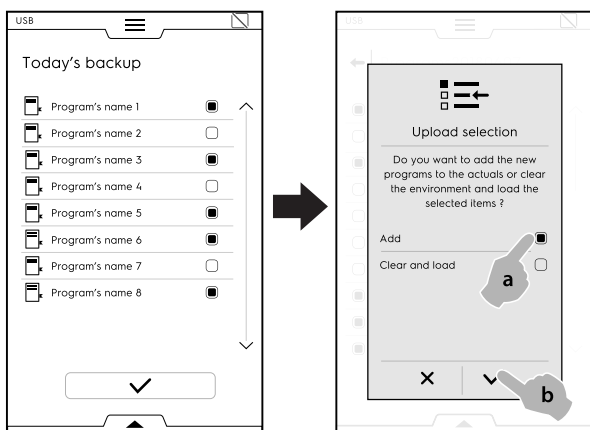 USB
Today's backup
Program's name 1
Program's name 2
Program's name 3
Program's name 4
Program's name 5
Program's name 6
Program's name 7
Program's name 8
USB
Upload selection
Do you want to add the new
programs to the actuals or clear
the environment and load the
selected items ?
Add
Clear and load
a
b